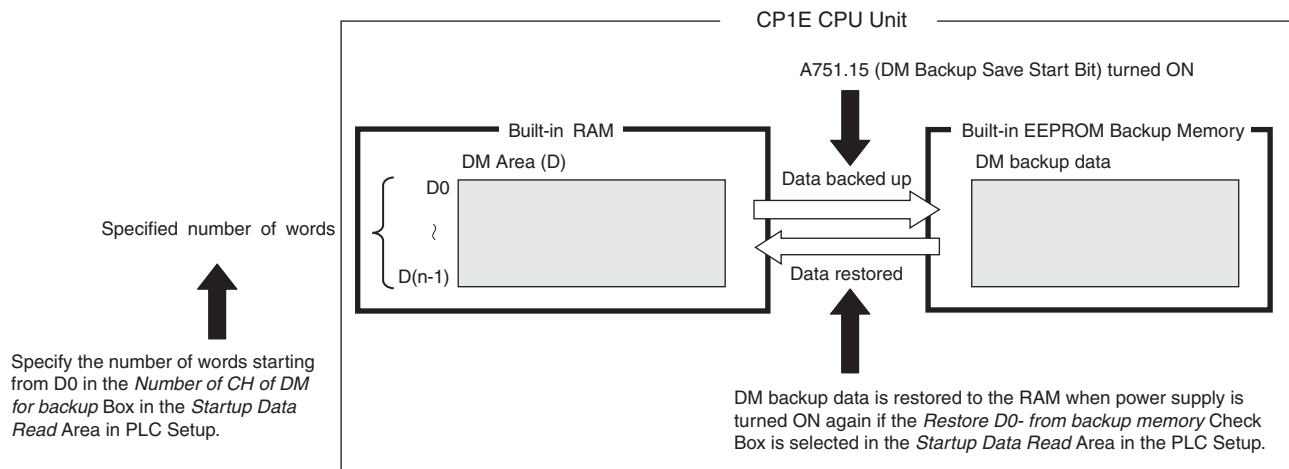 CP1E CPU Unit
A751.15 (DM Backup Save Start Bit) turned ON
Built-in RAM
Built-in EEPROM Backup Memory
DM Area (D)
Data backed up
DM backup data
D0
Specified number of words
~
D(n-1)
Data restored
Specify the number of words starting
from D0 in the Number of CH of DM
for backup Box in the Startup Data
Read Area in PLC Setup.
DM backup data is restored to the RAM when power supply is
turned ON again if the Restore D0- from backup memory Check
Box is selected in the Startup Data Read Area in the PLC Setup.